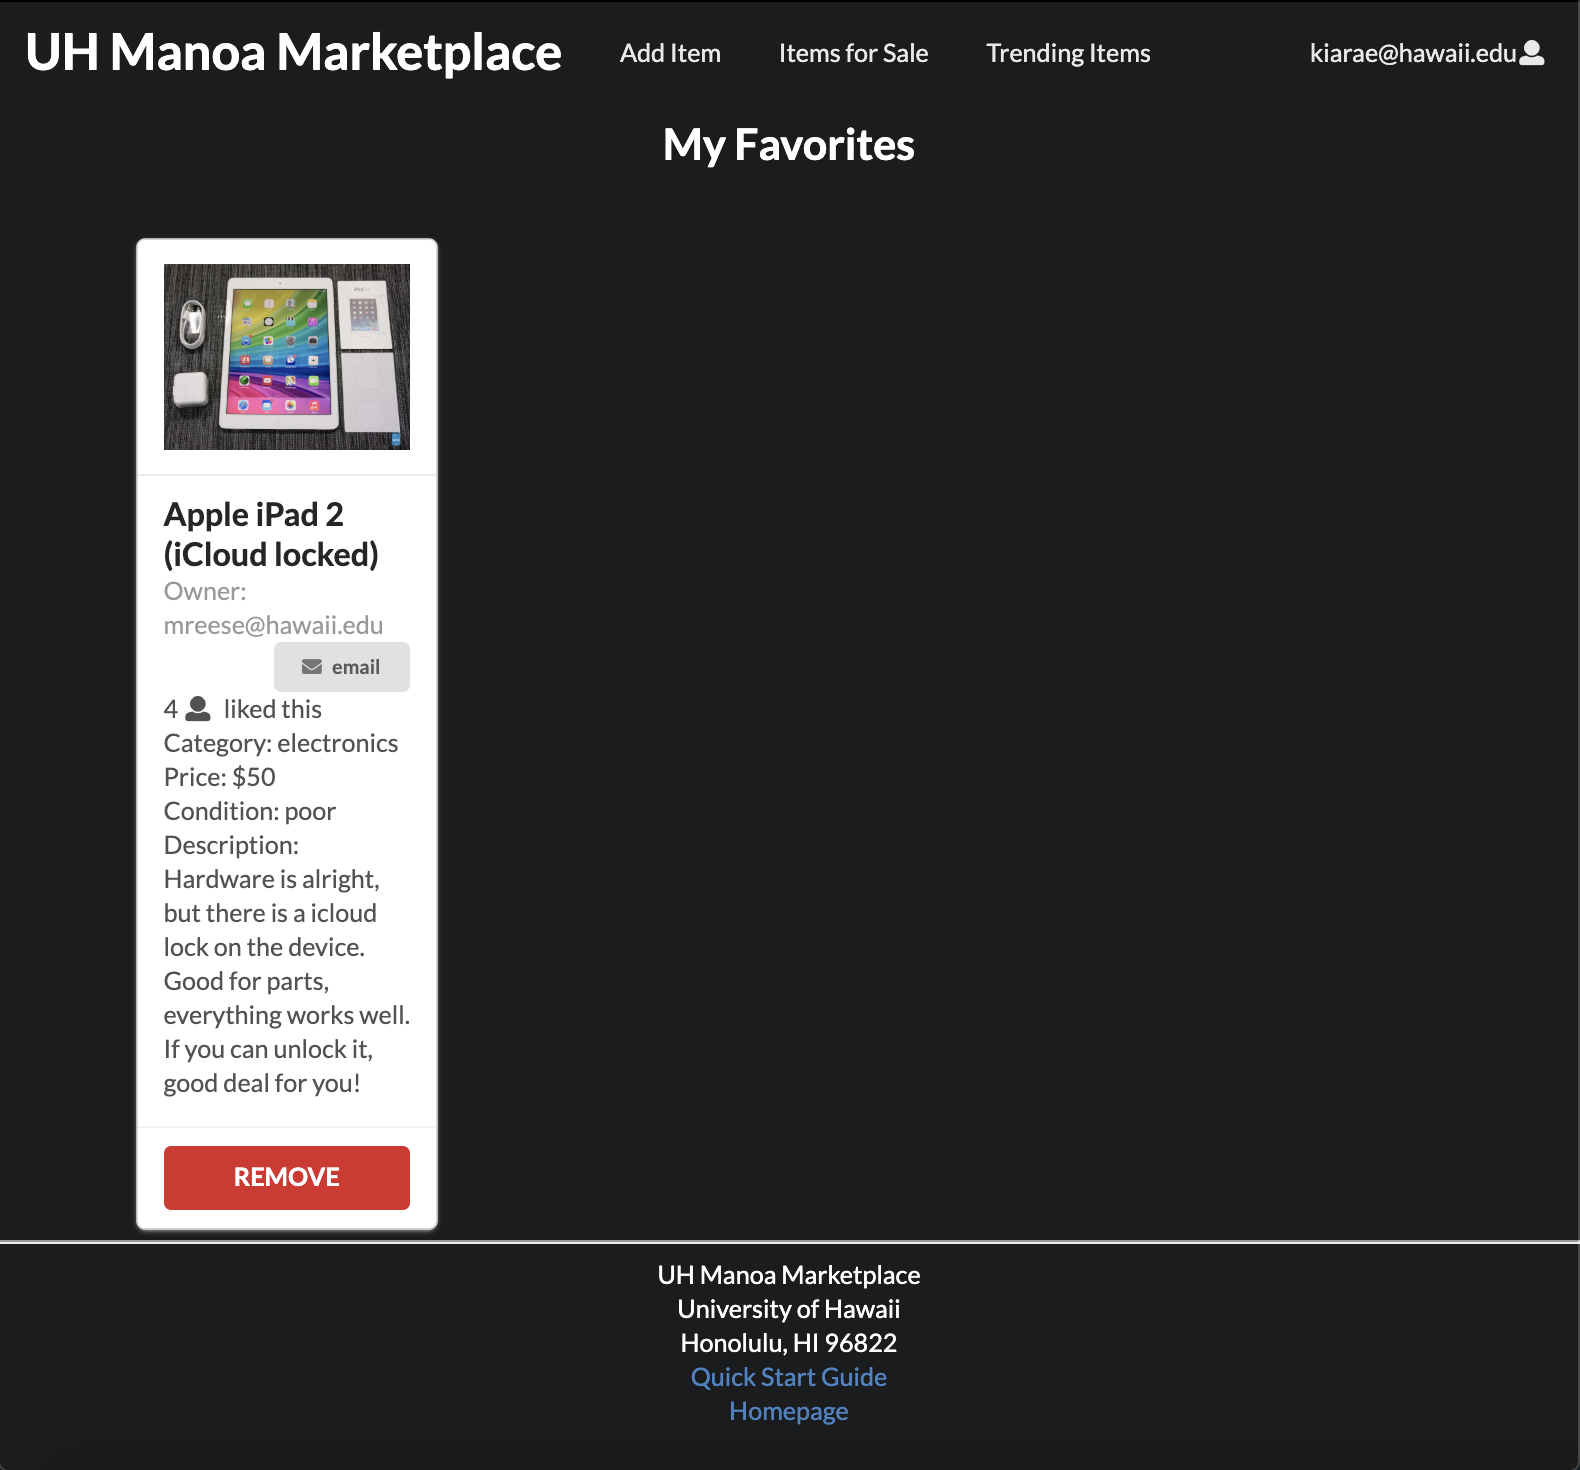 UH Manoa Marketplace Add Item Items for Sale Trending Items kiarae@hawaii.edu
My Favorites
Apple iPad 2
(iCloud locked)
Owner:
mreese@hawaii.edu
email
4 liked this
Category: electronics
Price: $50
Condition: poor
Description:
Hardware is alright,
but there is a icloud
lock on the device.
Good for parts,
everything works well.
If you can unlock it,
good deal for you!
REMOVE
UH Manoa Marketplace
University of Hawaii
Honolulu, HI 96822
Quick Start Guide
Homepage